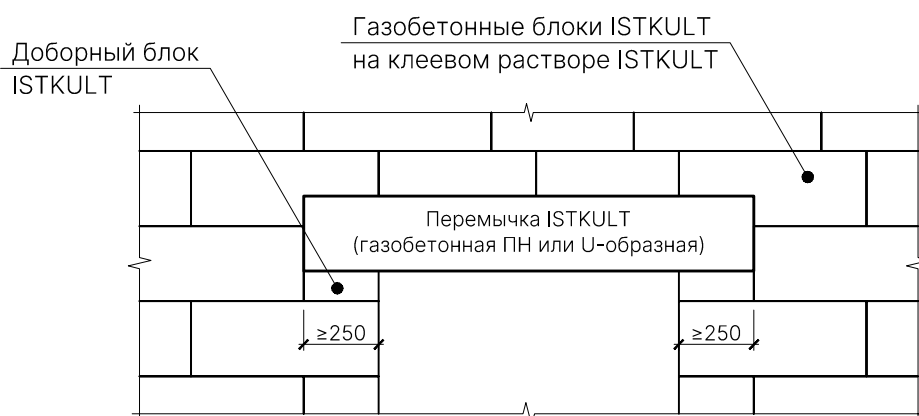 Доборный блок
ISTKULT
Газобетонные блоки ISTKULT
на клеевом растворе ISTKULT
Перемычка ISTKULT
(газобетонная ПН или U-образная)
≥250
≥250